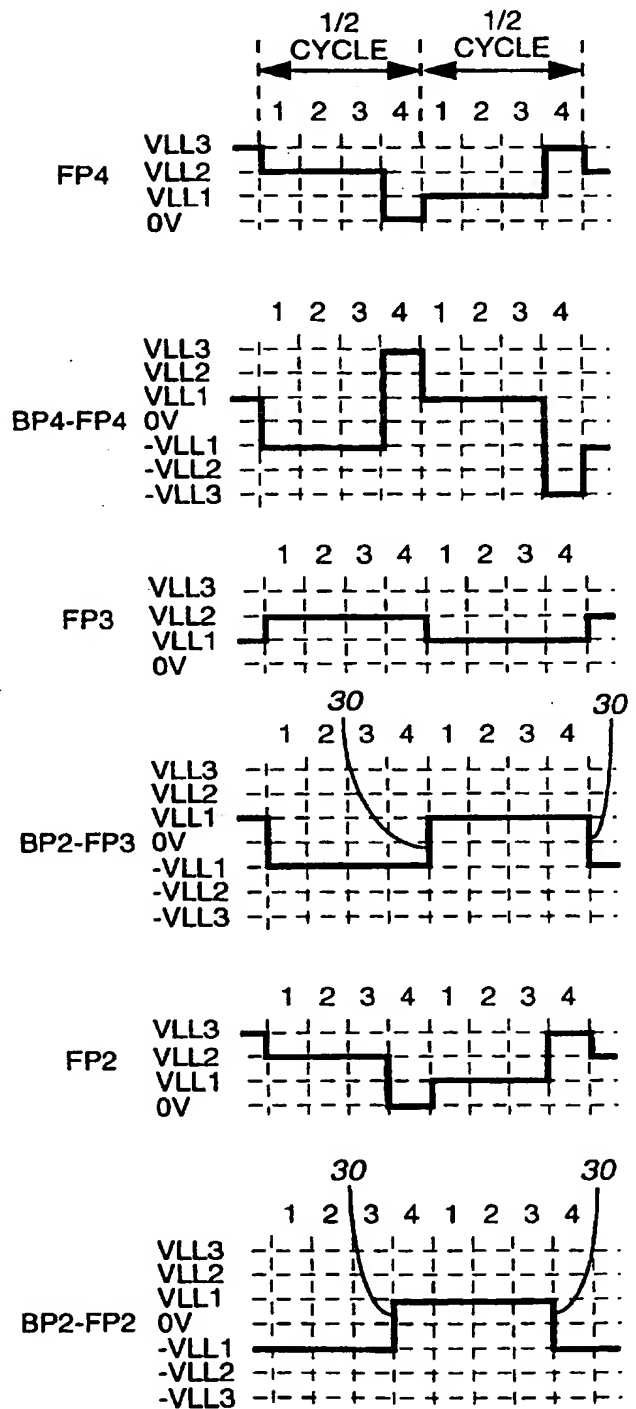 1/2 1/2
CYCLE CYCLE
1 2 3 4 1 2 3 4
VLL3
FP4 VLL2
VLL1
0V
1 2 3 4 1 2 3 4
VLL3
VLL2
VLL1
BP4-FP4 0V
-VLL1
-VLL2
-VLL3
1 2 3 4 1 2 3 4
VLL3
FP3 VLL2
VLL1
0V
30 30
1 2 3 4 1 2 3 4
VLL3
VLL2
VLL1
BP2-FP3 0V
-VLL1
-VLL2
-VLL3
1 2 3 4 1 2 3 4
VLL3
FP2 VLL2
VLL1
0V
30 30
1 2 3 4 1 2 3 4
VLL3
VLL2
VLL1
BP2-FP2 0V
-VLL1
-VLL2
-VLL3